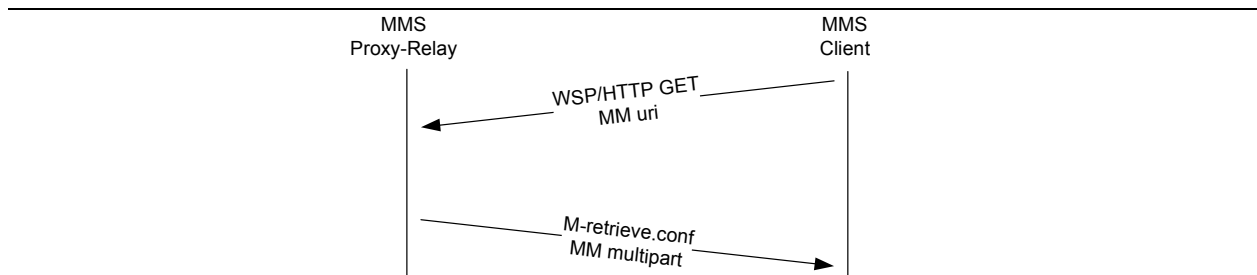 MMS
Proxy-Relay
MMS
Client
WSP/HTTP GET
MM uri
M-retrieve.conf
MM multipart